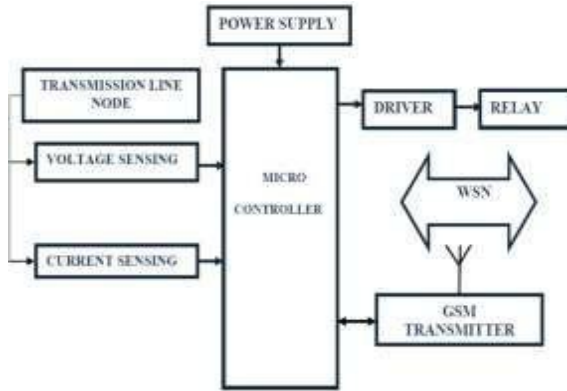 POWER SUPPLY
TRANSMISSION LINE
NODE
VOLTAGE SENSING
CURRENT SENSING
MICRO
CONTROLLER
DRIVER
RELAY
WSN
GSM
TRANSMITTER